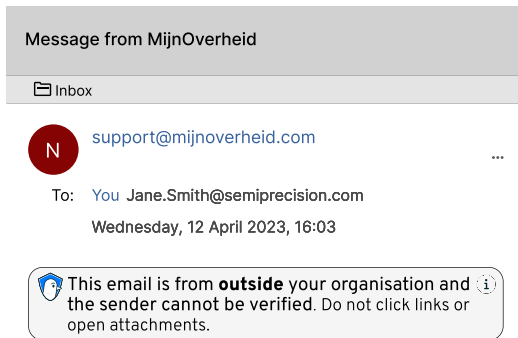 Message from MijnOverheid
Inbox
N
support@mijnoverheid.com
...
To: You Jane.Smith@semiprecision.com
Wednesday, 12 April 2023, 16:03
This email is from outside your organisation and
i
the sender cannot be verified. Do not click links or
open attachments.